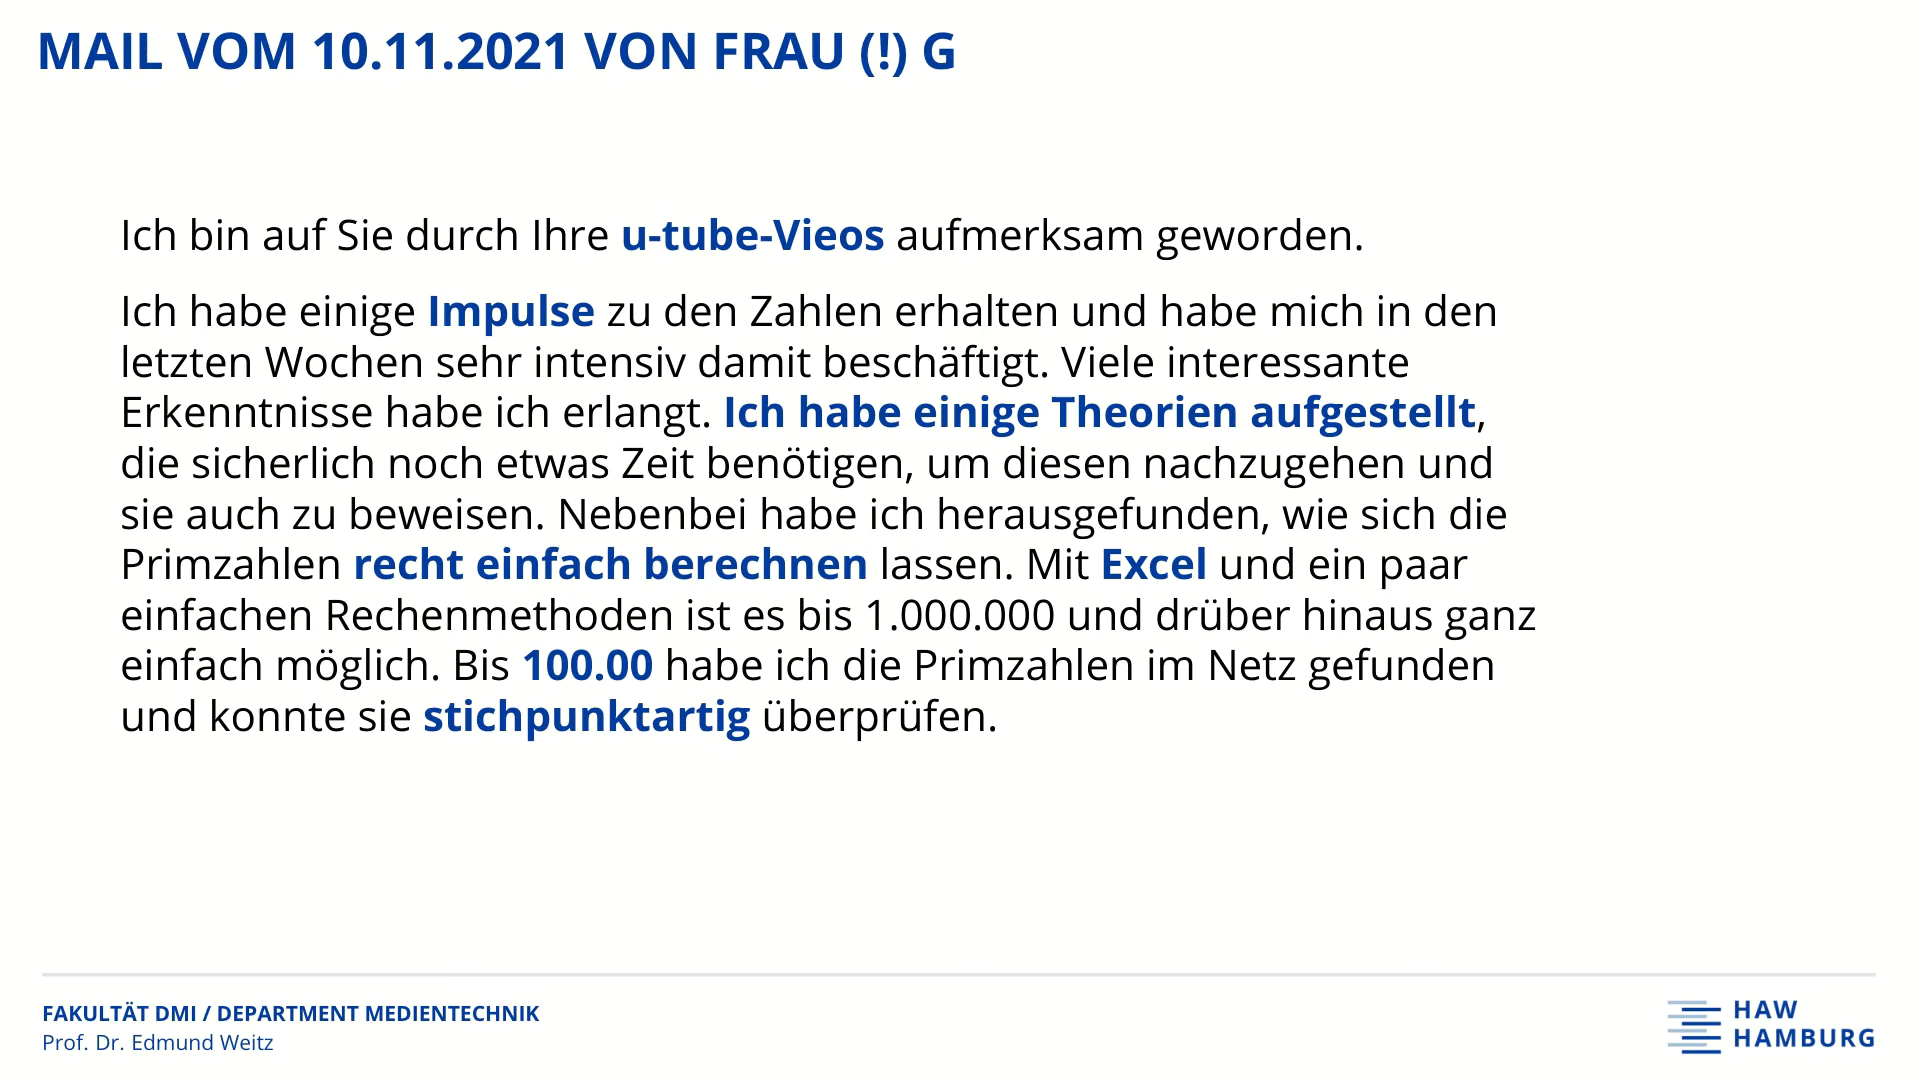 MAIL VOM 10.11.2021 VON FRAU (!) G
Ich bin auf Sie durch Ihre u-tube-Vieos aufmerksam geworden.
Ich habe einige Impulse zu den Zahlen erhalten und habe mich in den
letzten Wochen sehr intensiv damit beschäftigt. Viele interessante
Erkenntnisse habe ich erlangt. Ich habe einige Theorien aufgestellt,
die sicherlich noch etwas Zeit benötigen, um diesen nachzugehen und
sie auch zu beweisen. Nebenbei habe ich herausgefunden, wie sich die
Primzahlen recht einfach berechnen lassen. Mit Excel und ein paar
einfachen Rechenmethoden ist es bis 1.000.000 und drüber hinaus ganz
einfach möglich. Bis 100.00 habe ich die Primzahlen im Netz gefunden
und konnte sie stichpunktartig überprüfen.
FAKULTÄT DMI / DEPARTMENT MEDIENTECHNIK
Prof. Dr. Edmund Weitz
HAW
HAMBURG